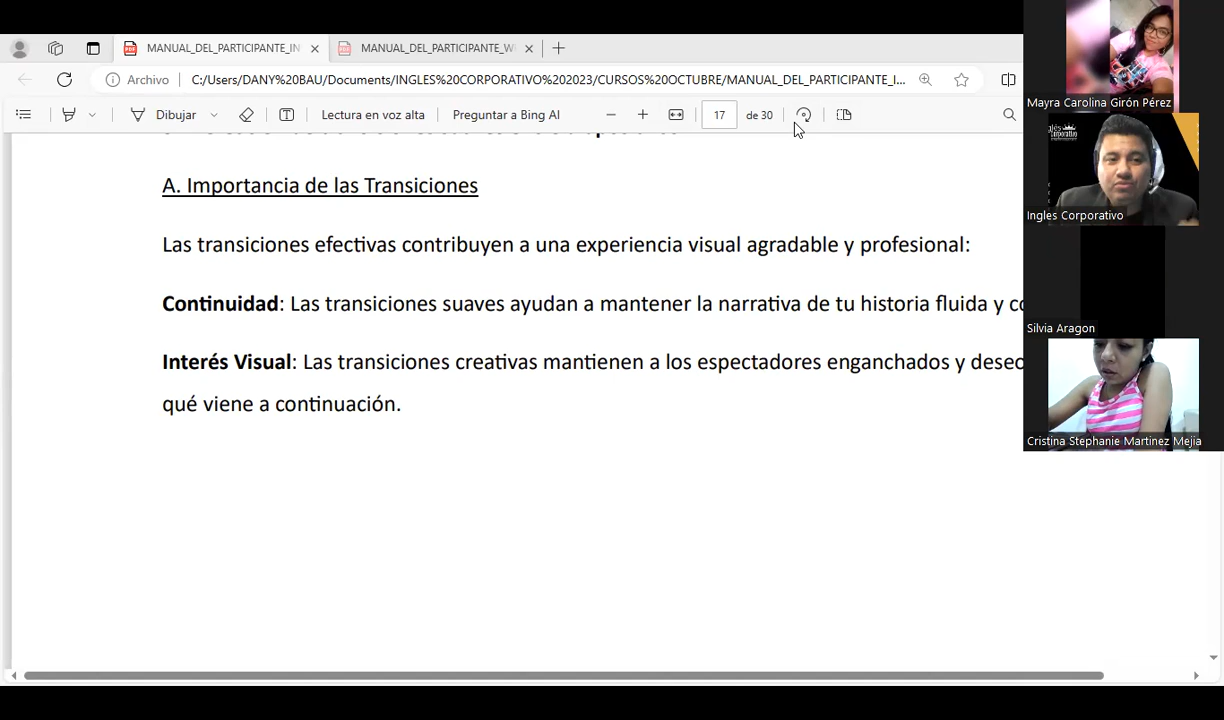 MANUAL_DEL_PARTICIPANTE_IN
MANUAL_DEL_PARTICIPANTE_W
Archivo
C:/Users/DANY%20BAU/Documents/INGLES%20CORPORATIVO%202023/CURSOS%20OCTUBRE/MANUAL_DEL_PARTICIPANTE_I...
Dibujar
Lectura en voz alta
Preguntar a Bing AI
17
de 30
A. Importancia de las Transiciones
Las transiciones efectivas contribuyen a una experiencia visual agradable y profesional:
Continuidad: Las transiciones suaves ayudan a mantener la narrativa de tu historia fluida y co
Interés Visual: Las transiciones creativas mantienen a los espectadores enganchados y deseo
qué viene a continuación.
Mayra Carolina Girón Pérez
Ingles Corporativo
Silvia Aragon
Cristina Stephanie Martinez Mejia